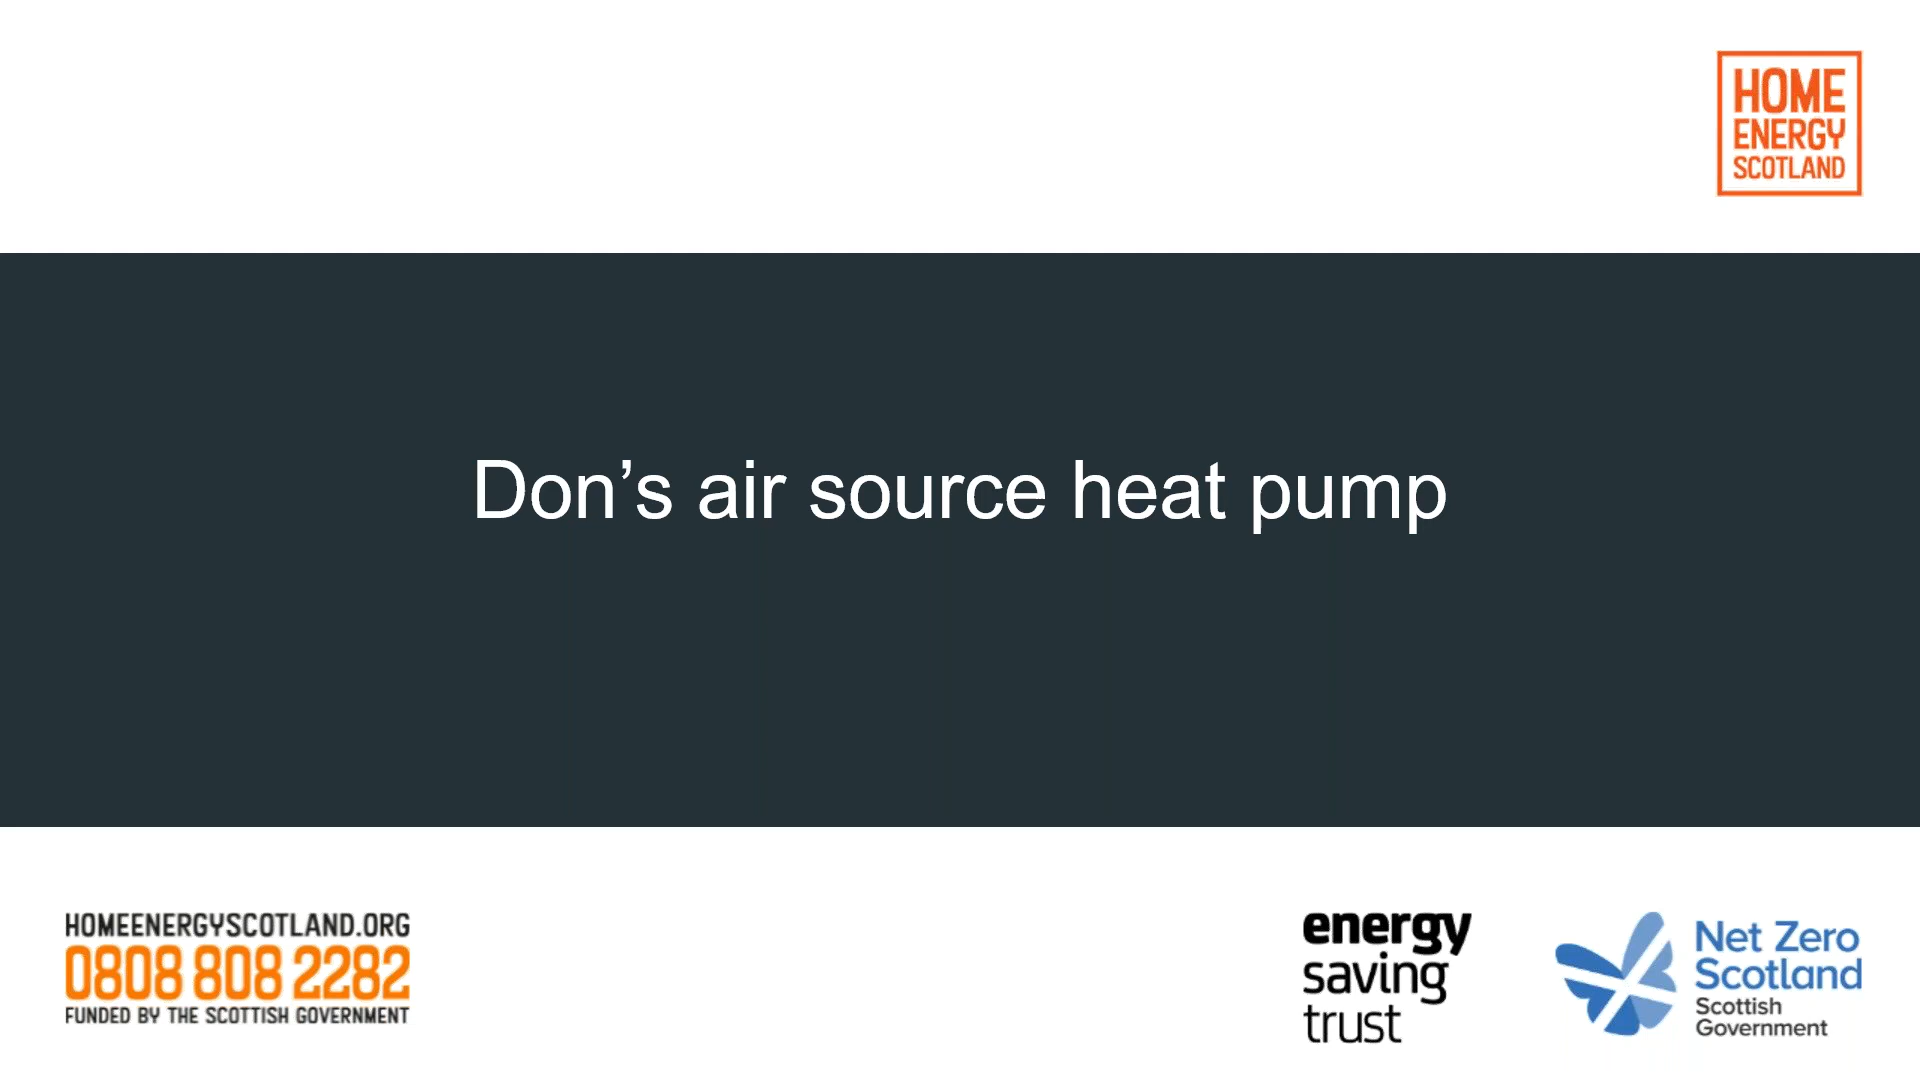 HOME
ENERGY
SCOTLAND
Don’s air source heat pump
HOMEENERGYSCOTLAND.ORG
0808 808 2282
FUNDED BY THE SCOTTISH GOVERNMENT
energy
saving
trust
Net Zero
Scotland
Scottish
Government